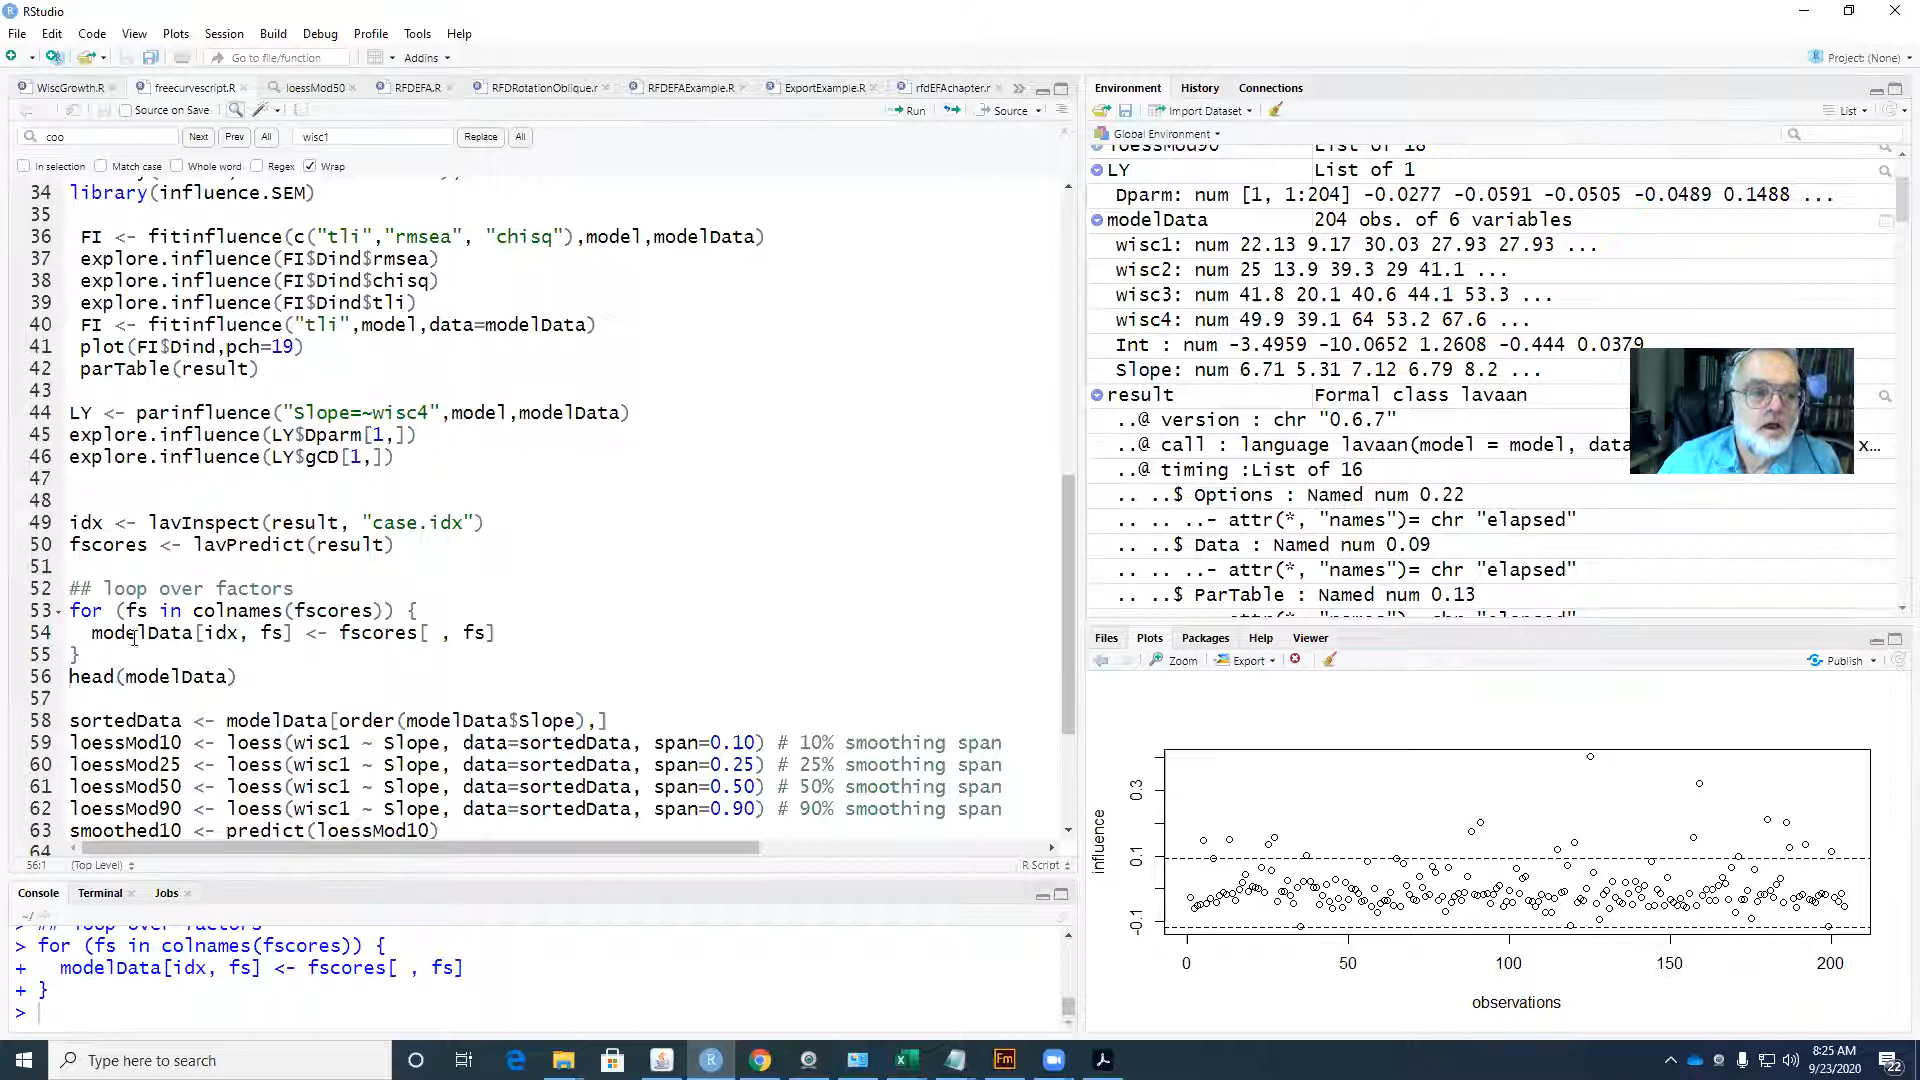 RStudio
File Edit Code View Plots Session Build Debug Profile Tools Help
Go to file/function
Addins
Project (None)
WiscGrowth.R freecurvescript.R loessMod50 RFDEFA.R RFDRotationOblique.r RFDEFAExample.R ExportExample.R rfdEFAchapter.r
Source on Save
Run
Source
coo Next Prev All wisc1 Replace All
In selection Match case Whole word Regex Wrap
34 library(influence.SEM)
35
36 FI <- fitinfluence(c("tli","rmsea", "chisq"),model,modelData)
37 explore.influence(FI$Dind$rmsea)
38 explore.influence(FI$Dind$chisq)
39 explore.influence(FI$Dind$tli)
40 FI <- fitinfluence("tli",model,data=modelData)
41 plot(FI$Dind,pch=19)
42 parTable(result)
43
44 LY <- parinfluence("Slope=~wisc4",model,modelData)
45 explore.influence(LY$Dparm[1,])
46 explore.influence(LY$gCD[1,])
47
48
49 idx <- lavInspect(result, "case.idx")
50 fscores <- lavPredict(result)
51
52 ## loop over factors
53 for (fs in colnames(fscores)) {
54 modelData[idx, fs] <- fscores[ , fs]
55 }
56 head(modelData)
57
58 sortedData <- modelData[order(modelData$Slope),]
59 loessMod10 <- loess(wisc1 ~ Slope, data=sortedData, span=0.10) # 10% smoothing span
60 loessMod25 <- loess(wisc1 ~ Slope, data=sortedData, span=0.25) # 25% smoothing span
61 loessMod50 <- loess(wisc1 ~ Slope, data=sortedData, span=0.50) # 50% smoothing span
62 loessMod90 <- loess(wisc1 ~ Slope, data=sortedData, span=0.90) # 90% smoothing span
63 smoothed10 <- predict(loessMod10)
64
56:1 (Top Level) R Script
Console Terminal Jobs
~/
> ## loop over factors
> for (fs in colnames(fscores)) {
+ modelData[idx, fs] <- fscores[ , fs]
+ }
>
Environment History Connections
Import Dataset
List
Global Environment
loessMod90 List of 18
LY List of 1
Dparm: num [1, 1:204] -0.0277 -0.0591 -0.0505 -0.0489 0.1488 ...
modelData 204 obs. of 6 variables
wisc1: num 22.13 9.17 30.03 27.93 27.93 ...
wisc2: num 25 13.9 39.3 29 41.1 ...
wisc3: num 41.8 20.1 40.6 44.1 53.3 ...
wisc4: num 49.9 39.1 64 53.2 67.6 ...
Int : num -3.4959 -10.0652 1.2608 -0.444 0.0379
Slope: num 6.71 5.31 7.12 6.79 8.2 ...
result Formal class lavaan
..@ version : chr "0.6.7"
..@ call : language lavaan(model = model, data x...
..@ timing :List of 16
.. ..$ Options : Named num 0.22
.. .. ..- attr(*, "names")= chr "elapsed"
.. ..$ Data : Named num 0.09
.. .. ..- attr(*, "names")= chr "elapsed"
.. ..$ ParTable : Named num 0.13
Files Plots Packages Help Viewer
Zoom Export Publish
influence
0.3
0.1
-0.1
0 50 100 150 200
observations
Type here to search
Fm
8:25 AM
9/23/2020
22